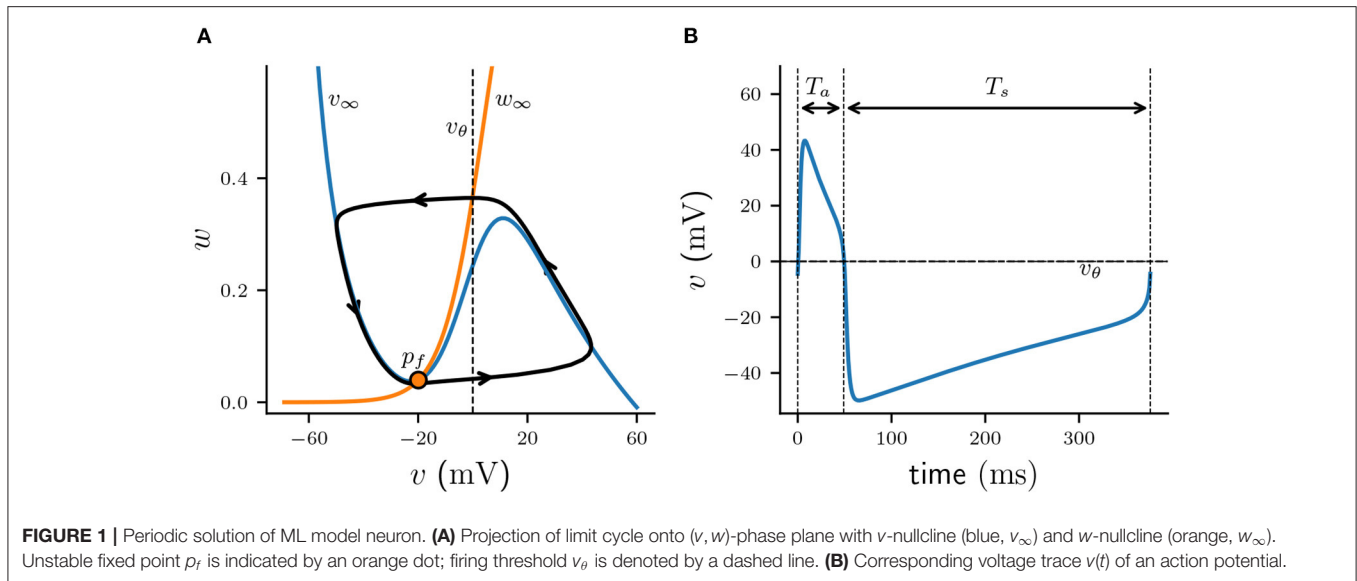 A
v∞
w∞
vθ
0.4
w
0.2
pf
0.0
−60
−20
20
60
v (mV)
B
Ta
Ts
60
40
20
v (mV)
0
vθ
−20
−40
0
100
200
300
time (ms)
FIGURE 1 | Periodic solution of ML model neuron. (A) Projection of limit cycle onto (v, w)-phase plane with v-nullcline (blue, v∞) and w-nullcline (orange, w∞).
Unstable fixed point pf is indicated by an orange dot; firing threshold vθ is denoted by a dashed line. (B) Corresponding voltage trace v(t) of an action potential.